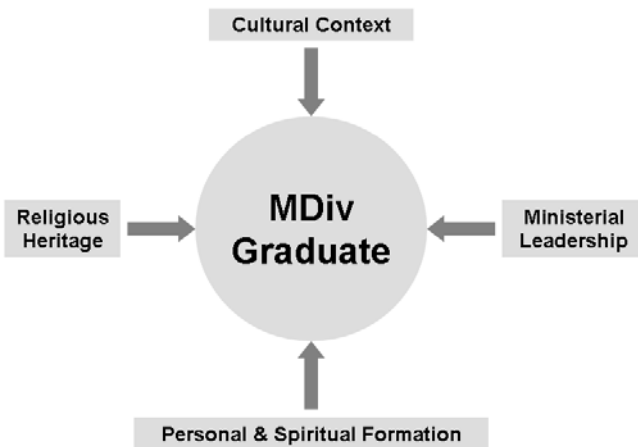 Cultural Context
Religious
Heritage
MDiv
Graduate
Ministerial
Leadership
Personal & Spiritual Formation